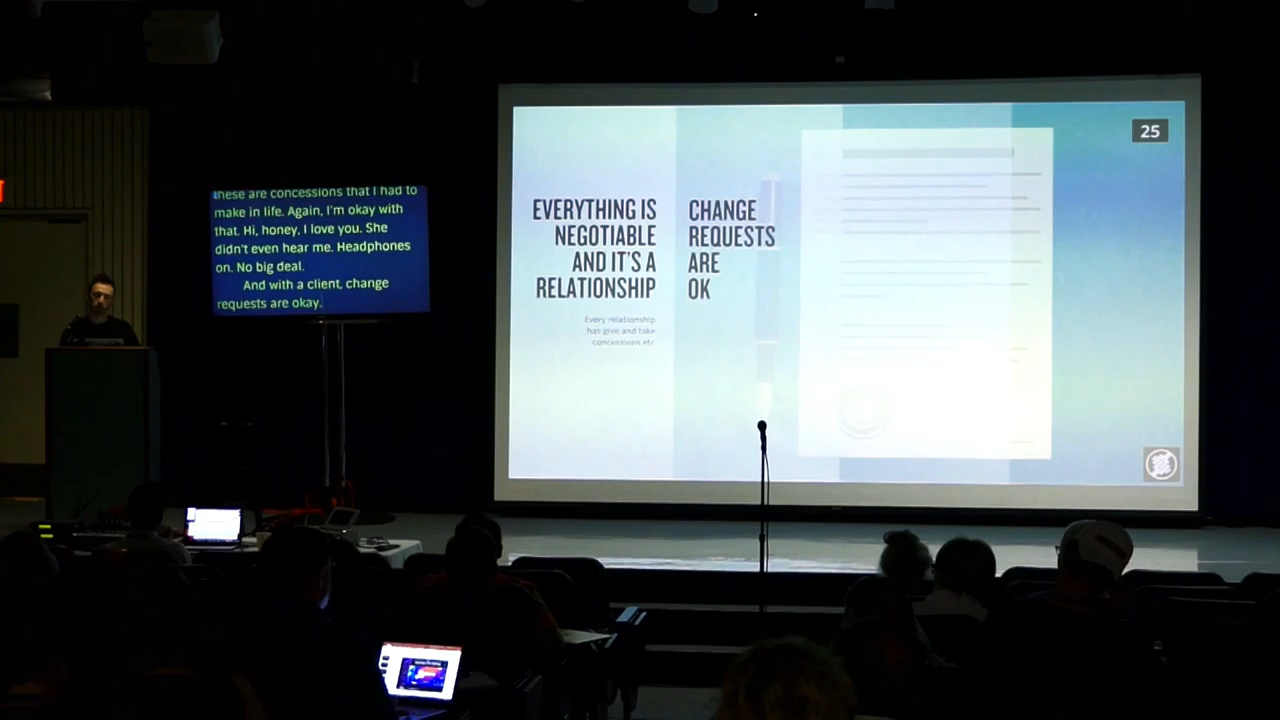 these are concessions that I had to
make in life. Again, I'm okay with
that. Hi, honey, I love you. She
didn't even hear me. Headphones
on. No big deal.
And with a client, change
requests are okay.
EVERYTHING IS
NEGOTIABLE
AND IT'S A
RELATIONSHIP
Every relationship
has give and take
concessions etc
CHANGE
REQUESTS
ARE
OK
25